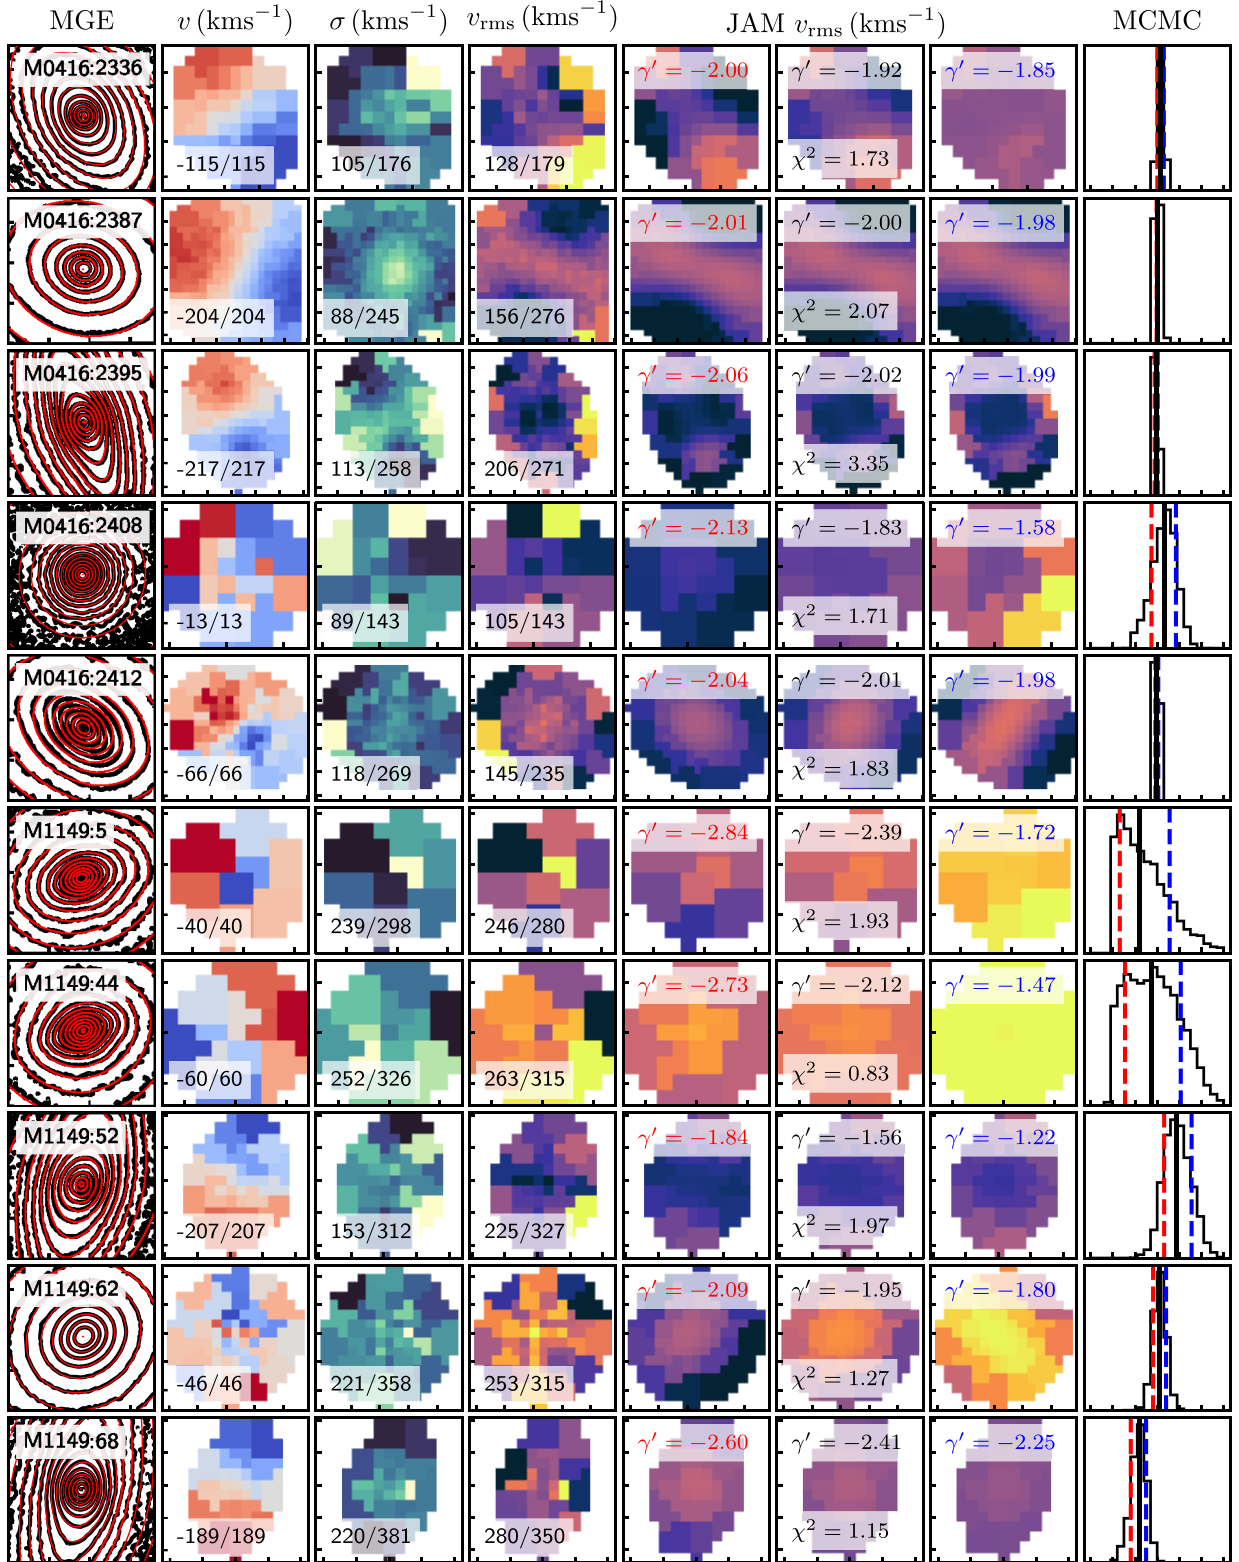 MGE v (kms⁻¹) σ (kms⁻¹) v_rms (kms⁻¹) JAM v_rms (kms⁻¹) MCMC
M0416:2336 γ′ = −2.00 γ′ = −1.92 γ′ = −1.85
-115/115 105/176 128/179 χ² = 1.73
M0416:2387 γ′ = −2.01 γ′ = −2.00 γ′ = −1.98
-204/204 88/245 156/276 χ² = 2.07
M0416:2395 γ′ = −2.06 γ′ = −2.02 γ′ = −1.99
-217/217 113/258 206/271 χ² = 3.35
M0416:2408 γ′ = −2.13 γ′ = −1.83 γ′ = −1.58
-13/13 89/143 105/143 χ² = 1.71
M0416:2412 γ′ = −2.04 γ′ = −2.01 γ′ = −1.98
-66/66 118/269 145/235 χ² = 1.83
M1149:5 γ′ = −2.84 γ′ = −2.39 γ′ = −1.72
-40/40 239/298 246/280 χ² = 1.93
M1149:44 γ′ = −2.73 γ′ = −2.12 γ′ = −1.47
-60/60 252/326 263/315 χ² = 0.83
M1149:52 γ′ = −1.84 γ′ = −1.56 γ′ = −1.22
-207/207 153/312 225/327 χ² = 1.97
M1149:62 γ′ = −2.09 γ′ = −1.95 γ′ = −1.80
-46/46 221/358 253/315 χ² = 1.27
M1149:68 γ′ = −2.60 γ′ = −2.41 γ′ = −2.25
-189/189 220/381 280/350 χ² = 1.15